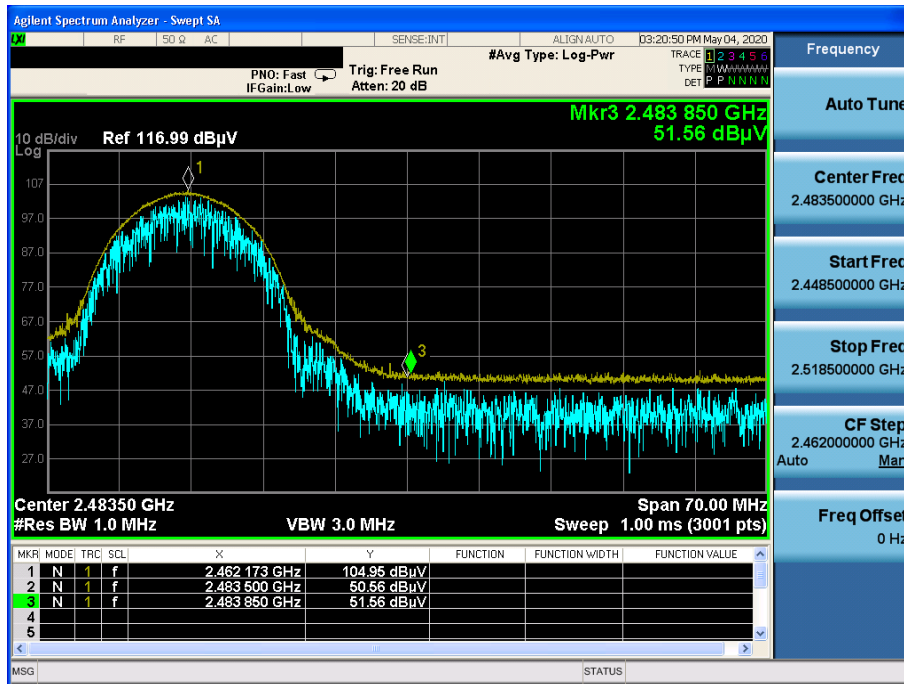 Agilent Spectrum Analyzer - Swept SA
LXI RF 50 Ω AC SENSE:INT ALIGN AUTO 03:20:50 PM May 04, 2020
#Avg Type: Log-Pwr
TRACE 1 2 3 4 5 6
PNO: Fast Trig: Free Run
TYPE M W W W W W
IFGain:Low Atten: 20 dB
DET P P N N N N
Mkr3 2.483 850 GHz
51.56 dBµV
10 dB/div Ref 116.99 dBµV
Log
107
97.0
87.0
77.0
67.0
57.0
47.0
37.0
27.0
1
3
Center 2.48350 GHz Span 70.00 MHz
#Res BW 1.0 MHz VBW 3.0 MHz Sweep 1.00 ms (3001 pts)
MKR MODE TRC SCL X Y FUNCTION FUNCTION WIDTH FUNCTION VALUE
1 N 1 f 2.462 173 GHz 104.95 dBµV
2 N 1 f 2.483 500 GHz 50.56 dBµV
3 N 1 f 2.483 850 GHz 51.56 dBµV
4
5
MSG STATUS
Frequency
Auto Tune
Center Freq
2.483500000 GHz
Start Freq
2.448500000 GHz
Stop Freq
2.518500000 GHz
CF Step
2.462000000 GHz
Auto Man
Freq Offset
0 Hz